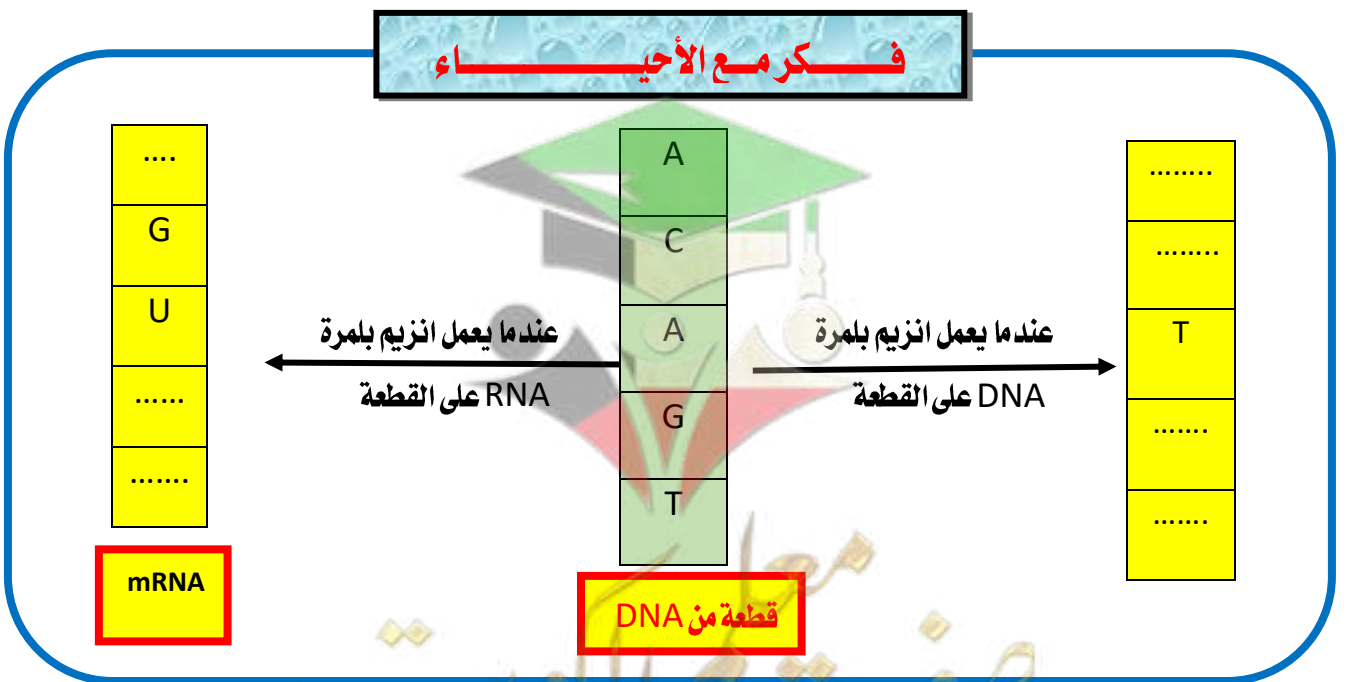 فكر مع الأحياء
A
C
A
G
T
قطعة من DNA
عندما يعمل انزيم بلمرة
DNA على القطعة
........
........
T
.......
.......
عندما يعمل انزيم بلمرة
RNA على القطعة
....
G
U
......
.......
mRNA